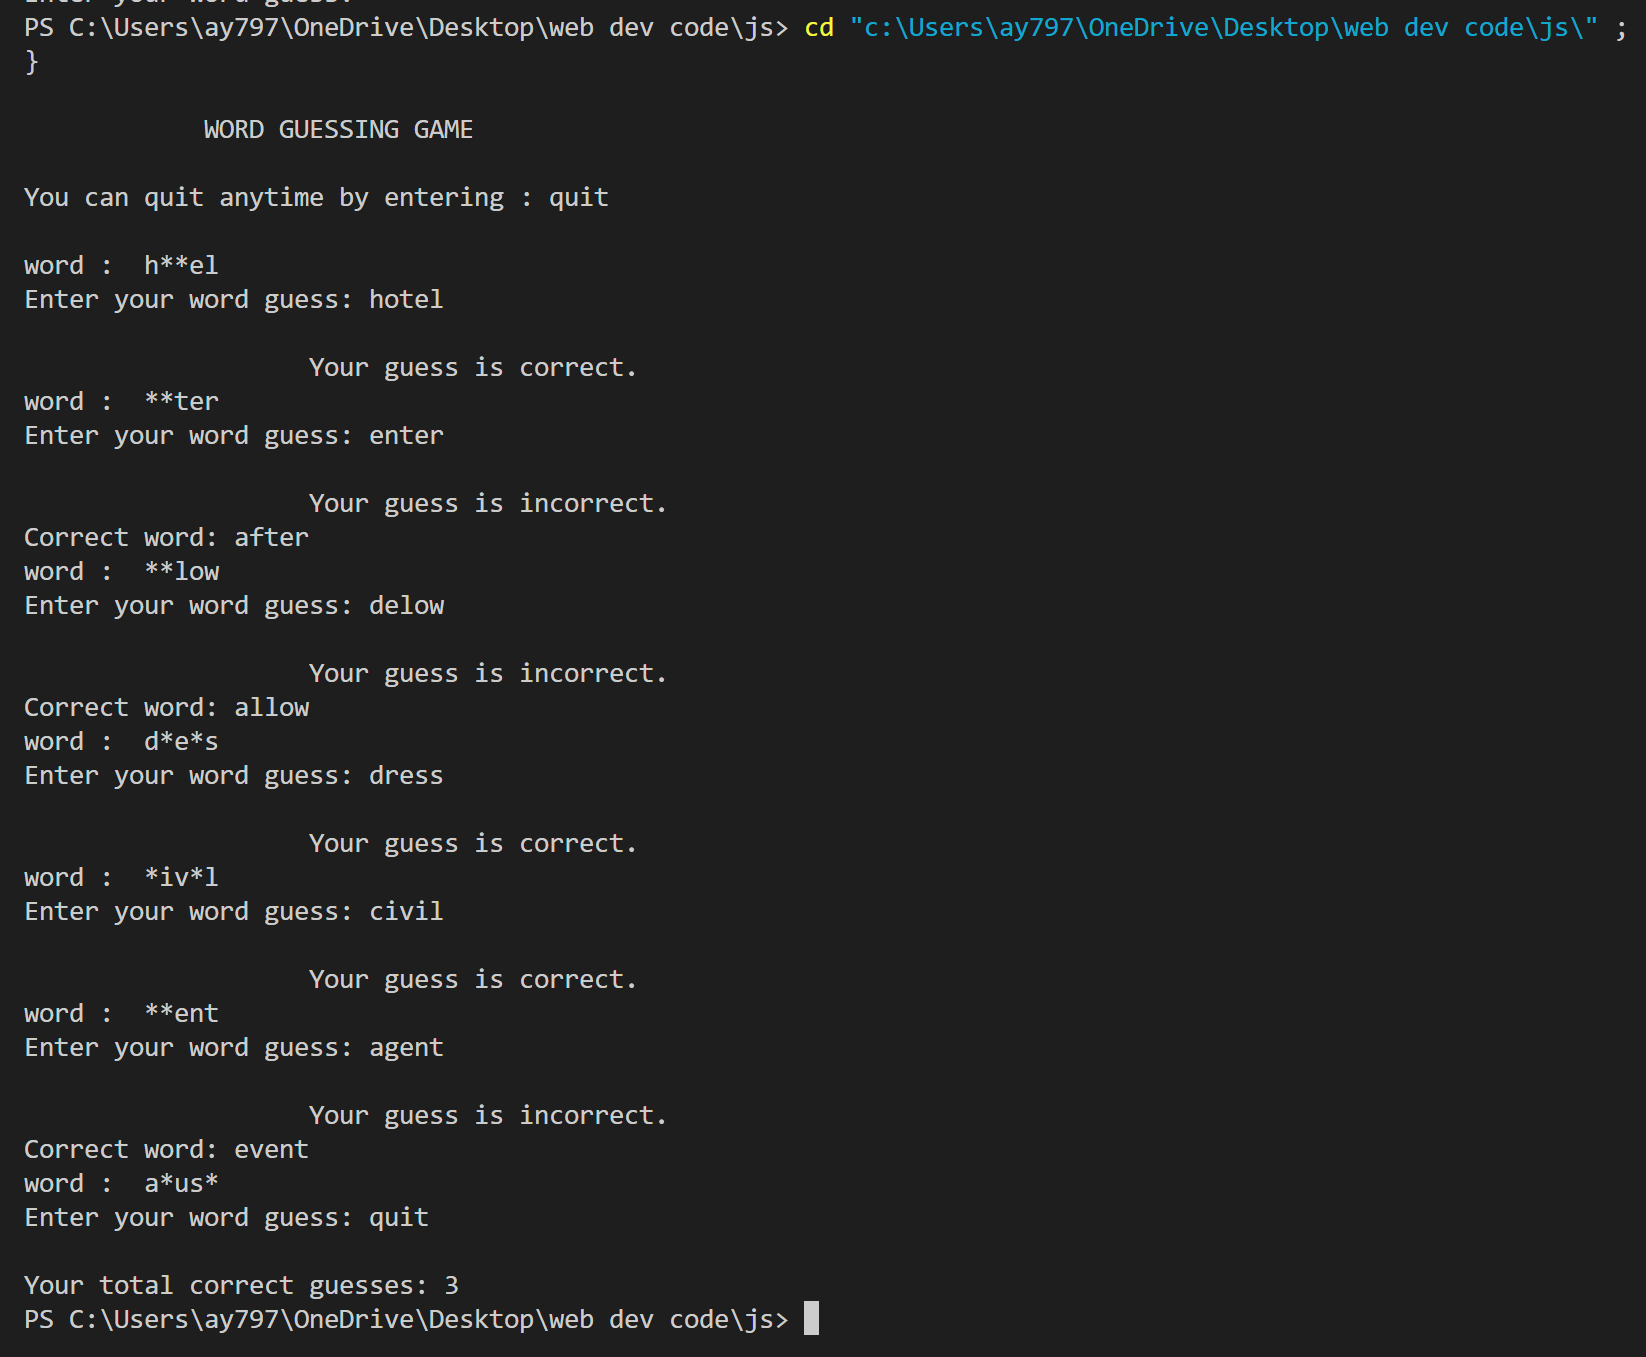 Enter your word guess:
PS C:\Users\ay797\OneDrive\Desktop\web dev code\js> cd "c:\Users\ay797\OneDrive\Desktop\web dev code\js\" ;
}
WORD GUESSING GAME
You can quit anytime by entering : quit
word :  h**el
Enter your word guess: hotel
Your guess is correct.
word :  **ter
Enter your word guess: enter
Your guess is incorrect.
Correct word: after
word :  **low
Enter your word guess: delow
Your guess is incorrect.
Correct word: allow
word :  d*e*s
Enter your word guess: dress
Your guess is correct.
word :  *iv*l
Enter your word guess: civil
Your guess is correct.
word :  **ent
Enter your word guess: agent
Your guess is incorrect.
Correct word: event
word :  a*us*
Enter your word guess: quit
Your total correct guesses: 3
PS C:\Users\ay797\OneDrive\Desktop\web dev code\js>